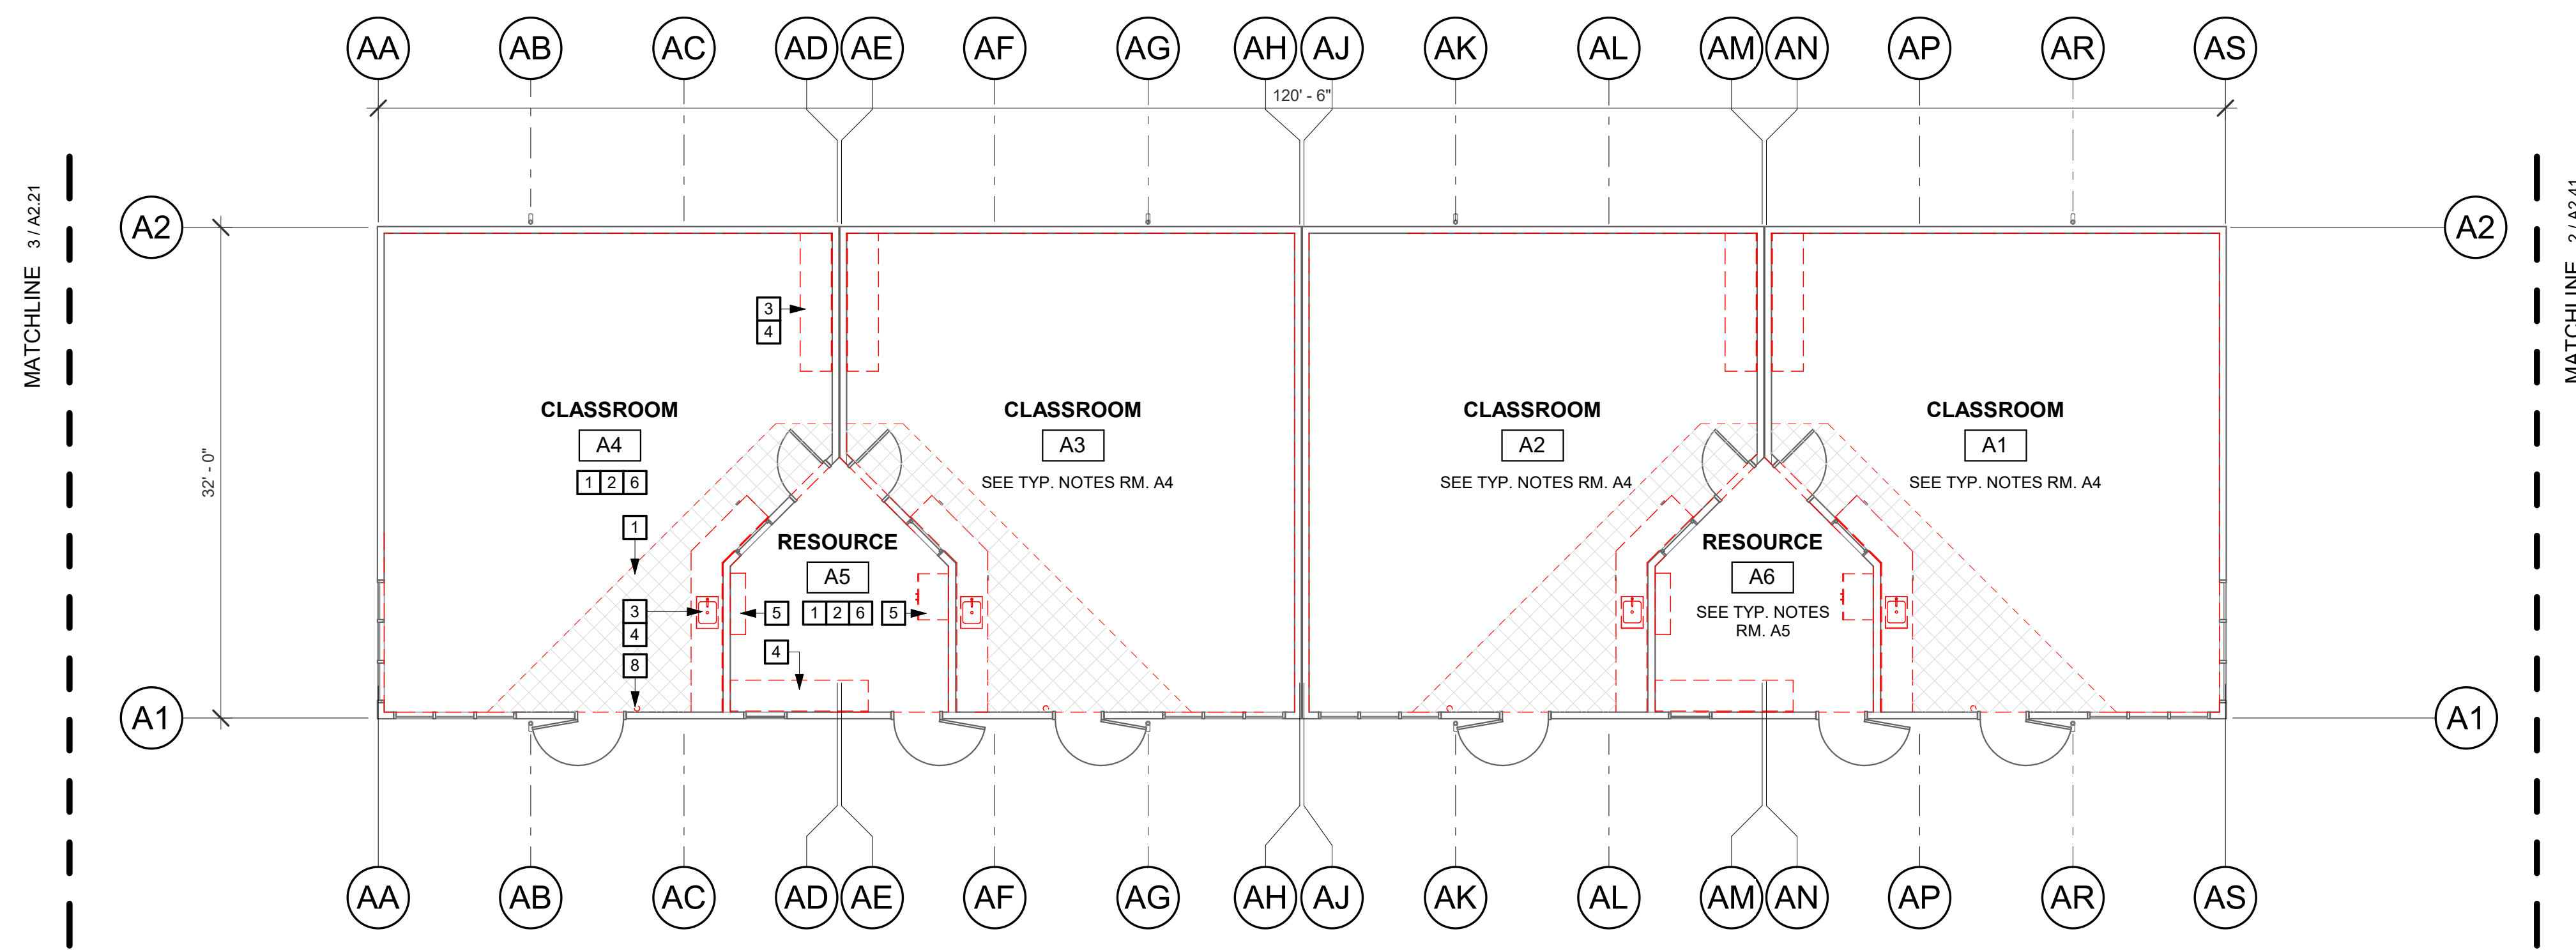 AA AB AC AD AE AF AG AH AJ AK AL AM AN AP AR AS
120' - 6"
MATCHLINE 3 / A2.21
MATCHLINE 2 / A2.41
A2
A2
32' - 0"
3
4
CLASSROOM
A4
1 2 6
CLASSROOM
A3
SEE TYP. NOTES RM. A4
CLASSROOM
A2
SEE TYP. NOTES RM. A4
CLASSROOM
A1
SEE TYP. NOTES RM. A4
1
3
4
8
RESOURCE
A5
5
1 2 6
5
4
RESOURCE
A6
SEE TYP. NOTES
RM. A5
A1
A1
AA AB AC AD AE AF AG AH AJ AK AL AM AN AP AR AS